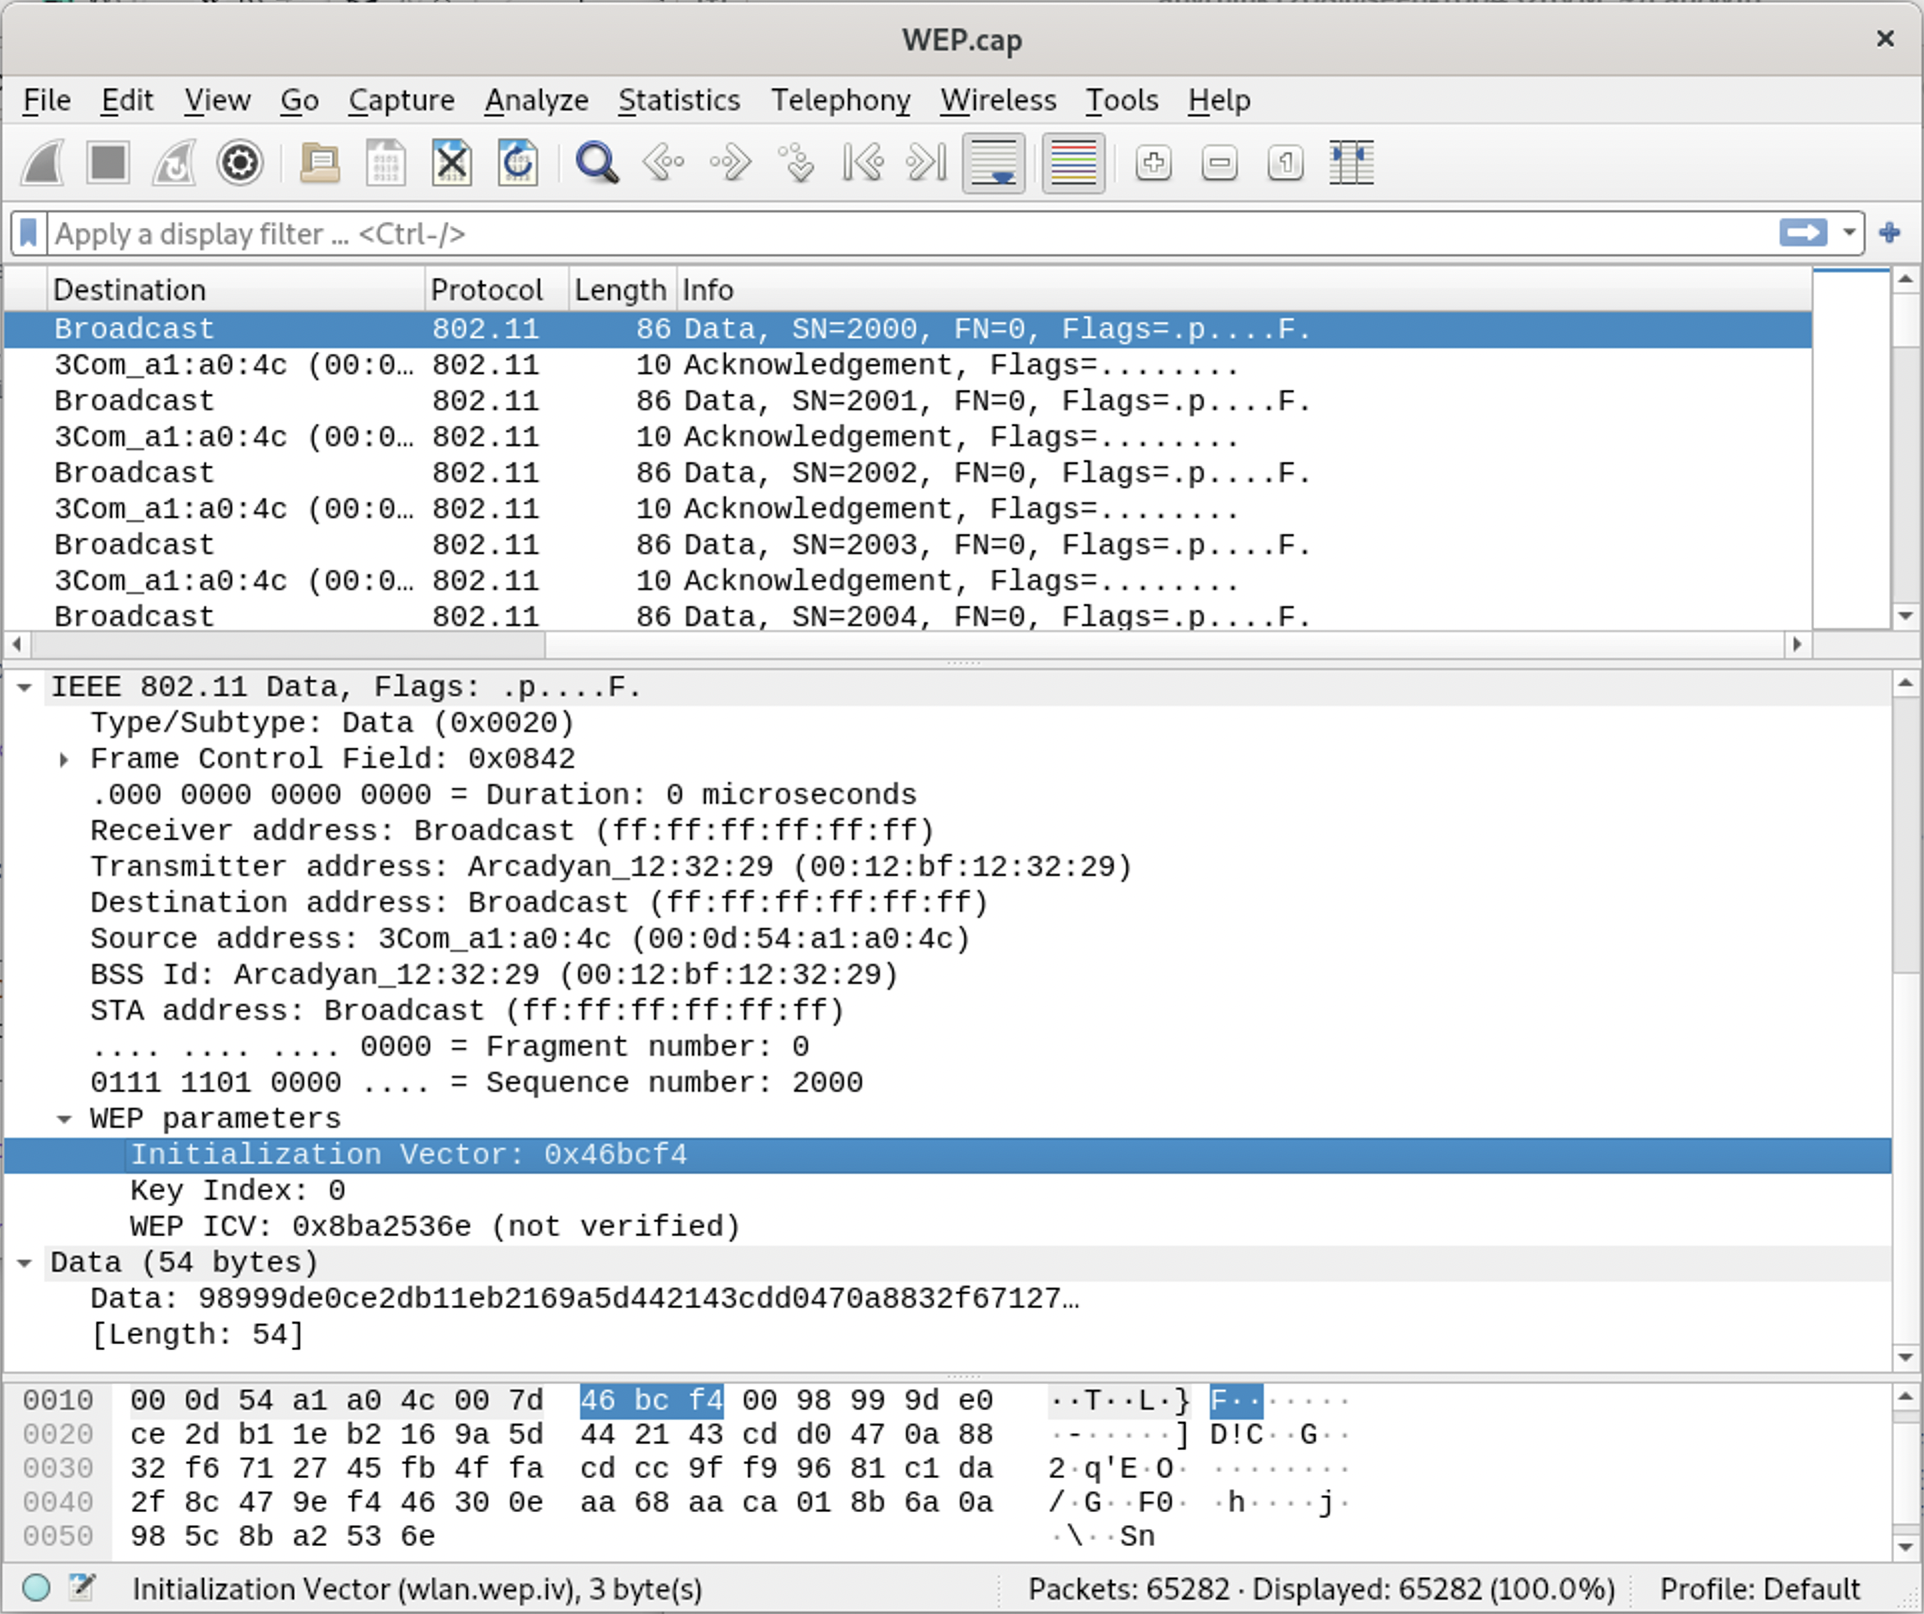 WEP.cap
File Edit View Go Capture Analyze Statistics Telephony Wireless Tools Help
Apply a display filter ... <Ctrl-/>
Destination Protocol Length Info
Broadcast 802.11 86 Data, SN=2000, FN=0, Flags=.p....F.
3Com_a1:a0:4c (00:0… 802.11 10 Acknowledgement, Flags=........
Broadcast 802.11 86 Data, SN=2001, FN=0, Flags=.p....F.
3Com_a1:a0:4c (00:0… 802.11 10 Acknowledgement, Flags=........
Broadcast 802.11 86 Data, SN=2002, FN=0, Flags=.p....F.
3Com_a1:a0:4c (00:0… 802.11 10 Acknowledgement, Flags=........
Broadcast 802.11 86 Data, SN=2003, FN=0, Flags=.p....F.
3Com_a1:a0:4c (00:0… 802.11 10 Acknowledgement, Flags=........
Broadcast 802.11 86 Data, SN=2004, FN=0, Flags=.p....F.
IEEE 802.11 Data, Flags: .p....F.
Type/Subtype: Data (0x0020)
Frame Control Field: 0x0842
.000 0000 0000 0000 = Duration: 0 microseconds
Receiver address: Broadcast (ff:ff:ff:ff:ff:ff)
Transmitter address: Arcadyan_12:32:29 (00:12:bf:12:32:29)
Destination address: Broadcast (ff:ff:ff:ff:ff:ff)
Source address: 3Com_a1:a0:4c (00:0d:54:a1:a0:4c)
BSS Id: Arcadyan_12:32:29 (00:12:bf:12:32:29)
STA address: Broadcast (ff:ff:ff:ff:ff:ff)
.... .... .... 0000 = Fragment number: 0
0111 1101 0000 .... = Sequence number: 2000
WEP parameters
Initialization Vector: 0x46bcf4
Key Index: 0
WEP ICV: 0x8ba2536e (not verified)
Data (54 bytes)
Data: 98999de0ce2db11eb2169a5d442143cdd0470a8832f67127…
[Length: 54]
0010 00 0d 54 a1 a0 4c 00 7d 46 bc f4 00 98 99 9d e0 ··T··L·} F·······
0020 ce 2d b1 1e b2 16 9a 5d 44 21 43 cd d0 47 0a 88 ·-·····] D!C··G··
0030 32 f6 71 27 45 fb 4f fa cd cc 9f f9 96 81 c1 da 2·q'E·O· ········
0040 2f 8c 47 9e f4 46 30 0e aa 68 aa ca 01 8b 6a 0a /·G··F0· ·h····j·
0050 98 5c 8b a2 53 6e ·\··Sn
Initialization Vector (wlan.wep.iv), 3 byte(s) Packets: 65282 · Displayed: 65282 (100.0%) Profile: Default